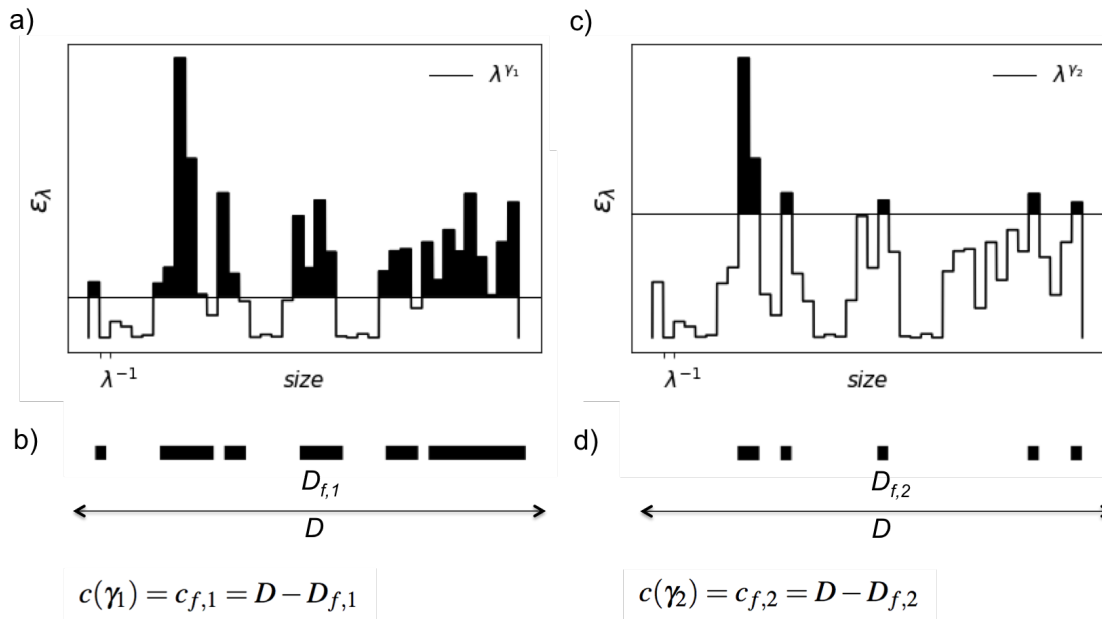 a)
λ^γ₁
ε_λ
λ⁻¹
size
b)
D_f,1
D
c(γ₁) = c_f,1 = D − D_f,1
c)
λ^γ₂
ε_λ
λ⁻¹
size
d)
D_f,2
D
c(γ₂) = c_f,2 = D − D_f,2